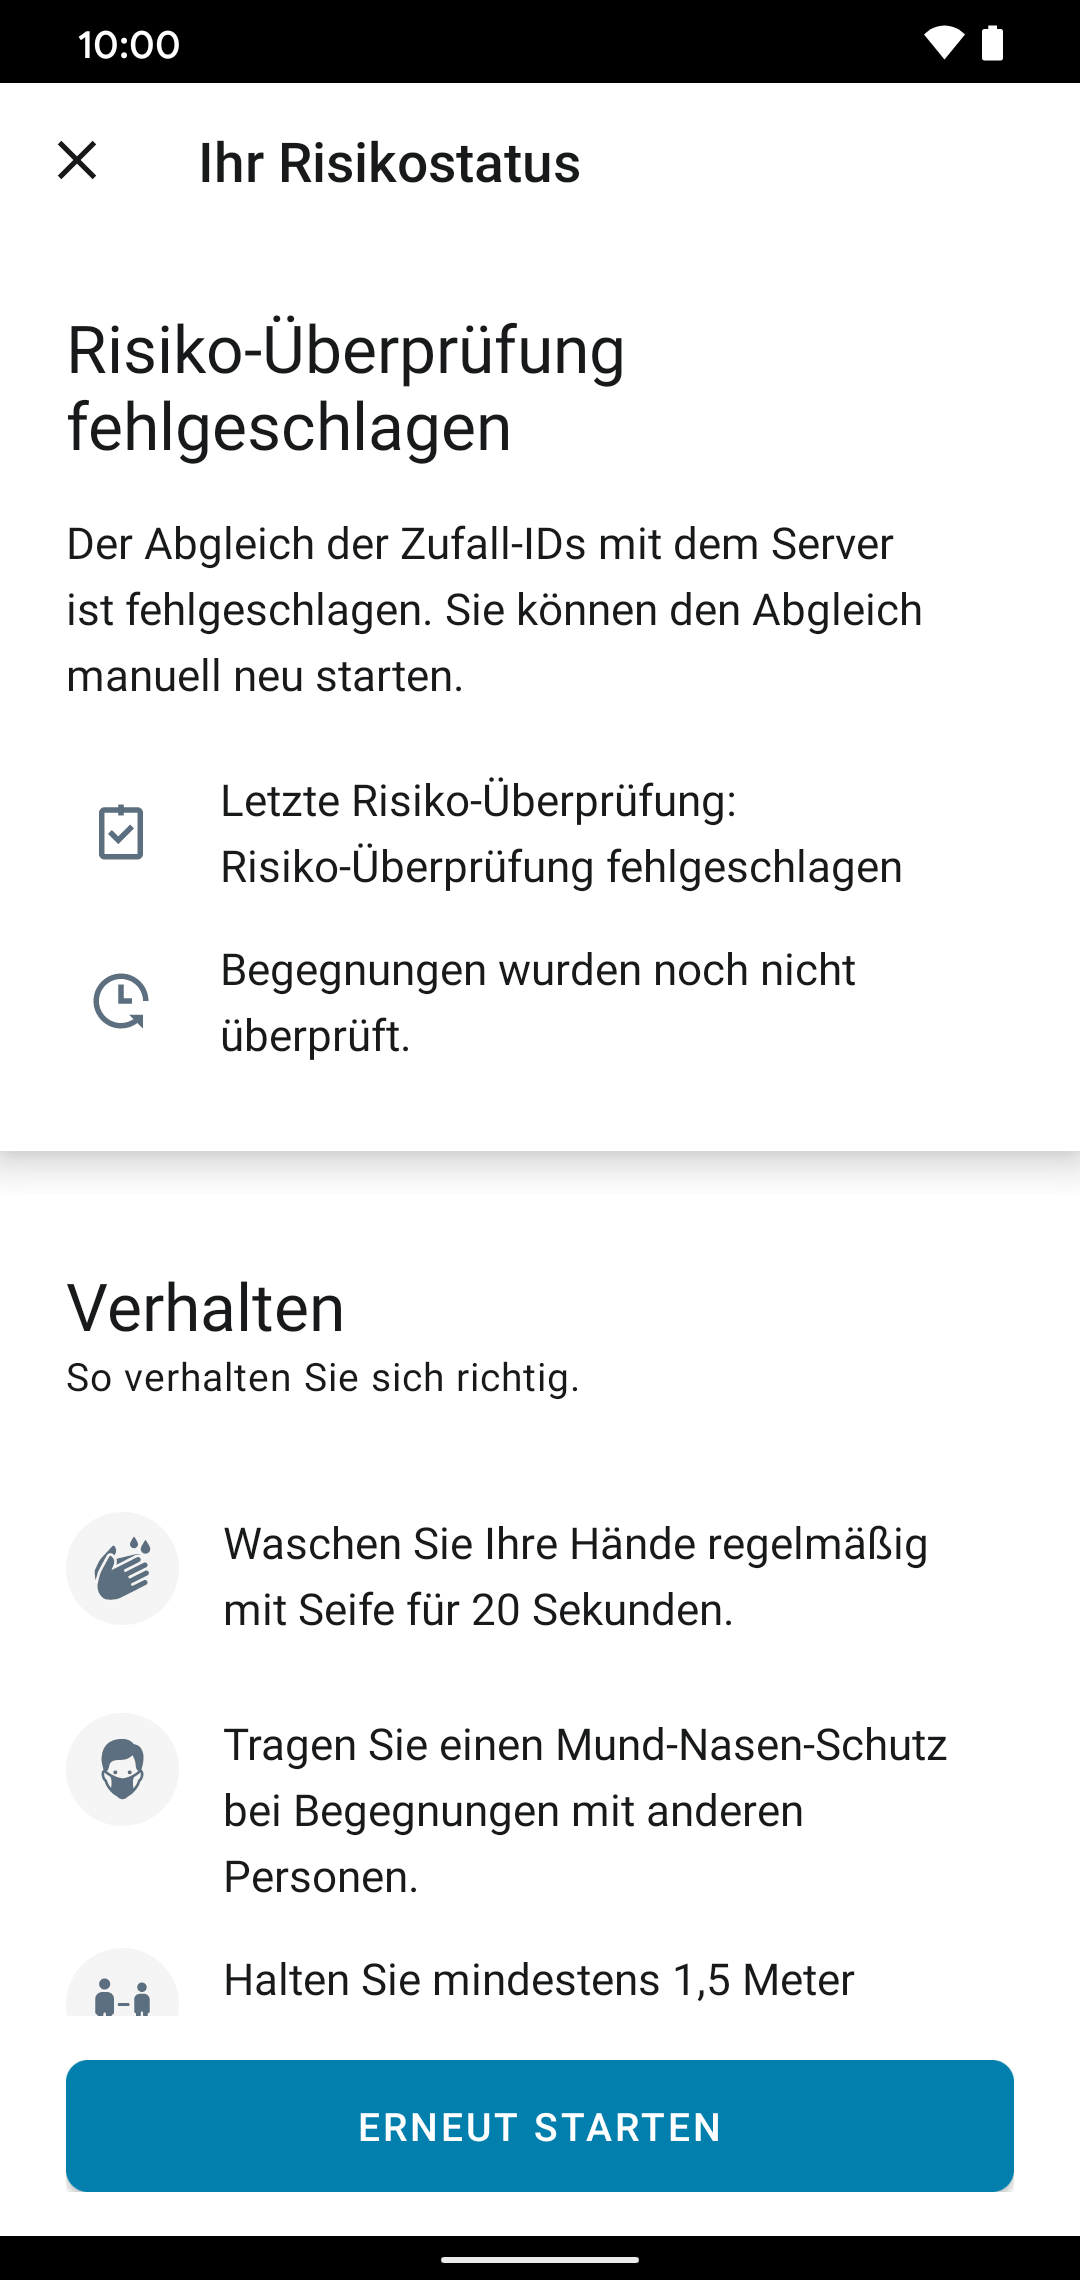 10:00
Ihr Risikostatus
Risiko-Überprüfung
fehlgeschlagen
Der Abgleich der Zufall-IDs mit dem Server
ist fehlgeschlagen. Sie können den Abgleich
manuell neu starten.
Letzte Risiko-Überprüfung:
Risiko-Überprüfung fehlgeschlagen
Begegnungen wurden noch nicht
überprüft.
Verhalten
So verhalten Sie sich richtig.
Waschen Sie Ihre Hände regelmäßig
mit Seife für 20 Sekunden.
Tragen Sie einen Mund-Nasen-Schutz
bei Begegnungen mit anderen
Personen.
Halten Sie mindestens 1,5 Meter
ERNEUT STARTEN